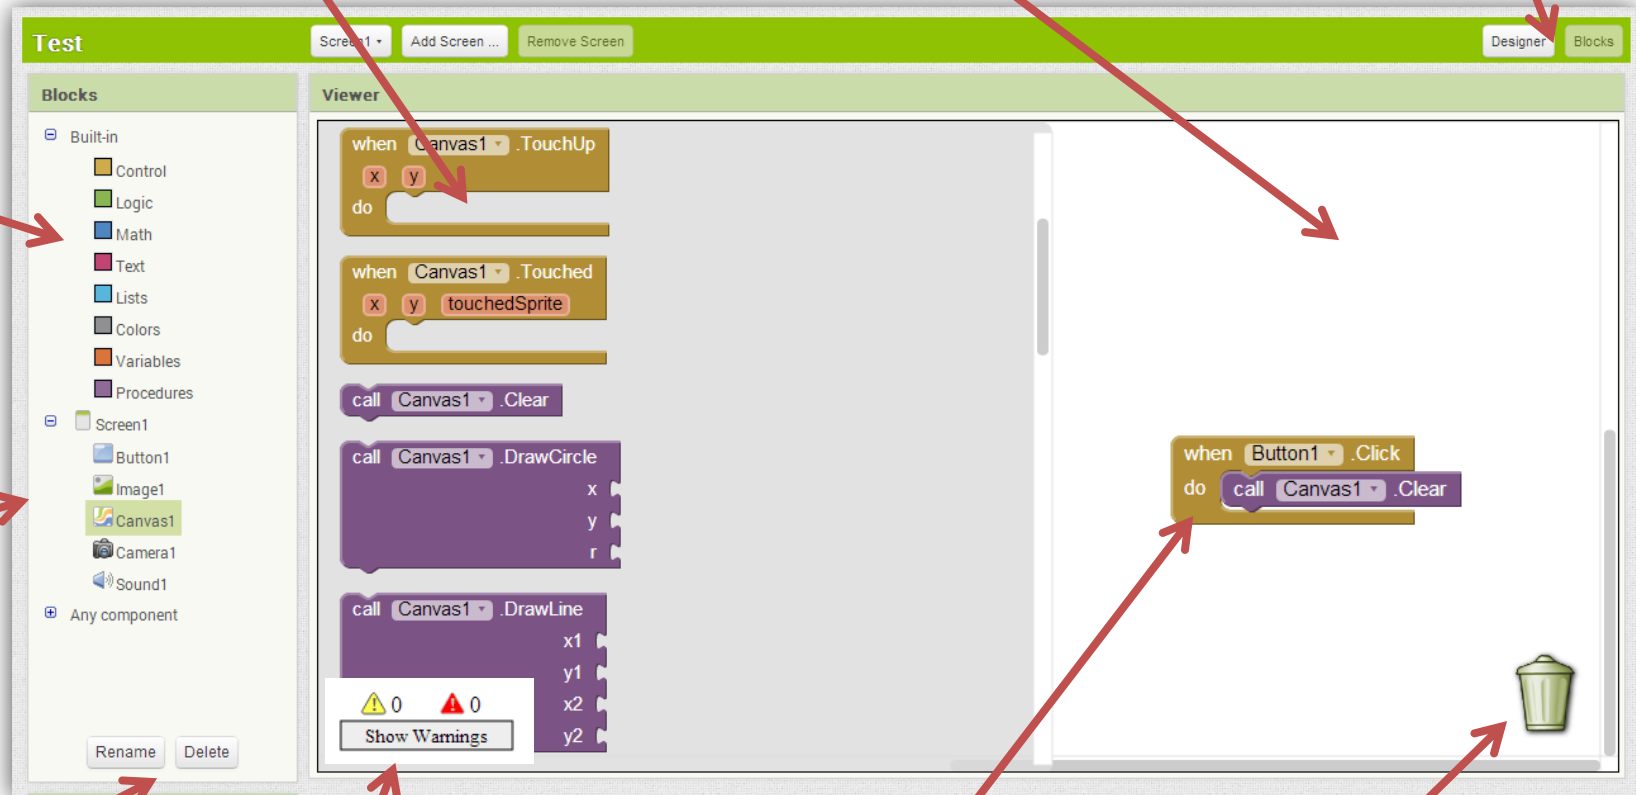 Test
Screen1
Add Screen ...
Remove Screen
Designer
Blocks
Blocks
Viewer
Built-in
Control
Logic
Math
Text
Lists
Colors
Variables
Procedures
Screen1
Button1
Image1
Canvas1
Camera1
Sound1
Any component
Rename
Delete
when Canvas1 .TouchUp
x y
do
when Canvas1 .Touched
x y touchedSprite
do
call Canvas1 .Clear
call Canvas1 .DrawCircle
x
y
r
call Canvas1 .DrawLine
x1
y1
x2
y2
0 0
Show Warnings
when Button1 .Click
do call Canvas1 .Clear